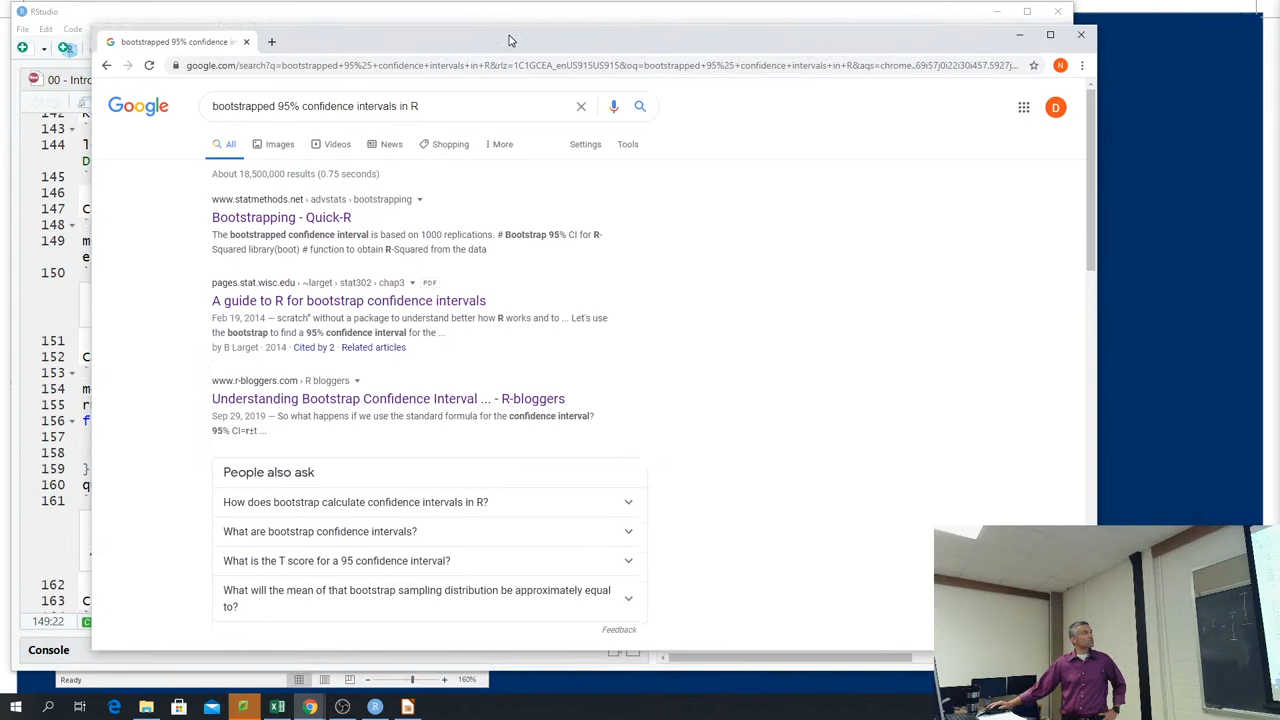 RStudio
File Edit Code
bootstrapped 95% confidence in
google.com/search?q=bootstrapped+95%25+confidence+intervals+in+R&rlz=1C1GCEA_enUS915US915&oq=bootstrapped+95%25+confidence+intervals+in+R&aqs=chrome..69i57j0i22i30i457.5927j...
N
00 - Intro
Google
bootstrapped 95% confidence intervals in R
D
All Images Videos News Shopping More Settings Tools
About 18,500,000 results (0.75 seconds)
www.statmethods.net › advstats › bootstrapping
Bootstrapping - Quick-R
The bootstrapped confidence interval is based on 1000 replications. # Bootstrap 95% CI for R-
Squared library(boot) # function to obtain R-Squared from the data
pages.stat.wisc.edu › ~larget › stat302 › chap3 PDF
A guide to R for bootstrap confidence intervals
Feb 19, 2014 — scratch” without a package to understand better how R works and to ... Let's use
the bootstrap to find a 95% confidence interval for the ...
by B Larget · 2014 · Cited by 2 · Related articles
www.r-bloggers.com › R bloggers
Understanding Bootstrap Confidence Interval ... - R-bloggers
Sep 29, 2019 — So what happens if we use the standard formula for the confidence interval?
95% CI=r±t ...
People also ask
How does bootstrap calculate confidence intervals in R?
What are bootstrap confidence intervals?
What is the T score for a 95 confidence interval?
What will the mean of that bootstrap sampling distribution be approximately equal
to?
Feedback
142
143
144 l
D
145
146
147 C
148
149 m
e
150
151
152 C
153
154 m
155 r
156 f
157
158
159 }
160 q
161
162
163 C
149:22
Console
Ready
160%